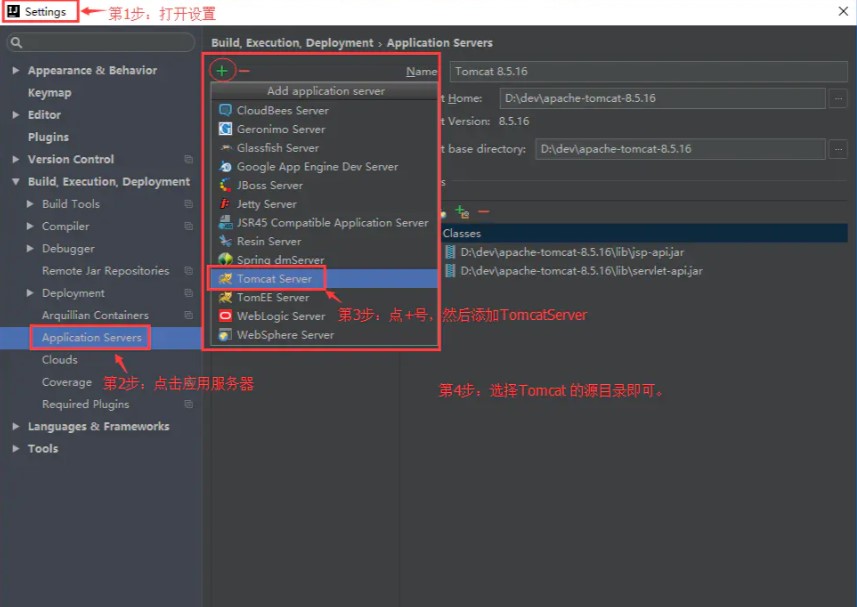 Settings
第1步：打开设置
Build, Execution, Deployment › Application Servers
Appearance & Behavior
Keymap
Editor
Plugins
Version Control
Build, Execution, Deployment
Build Tools
Compiler
Debugger
Remote Jar Repositories
Deployment
Arquillian Containers
Application Servers
Clouds
Coverage
Required Plugins
Languages & Frameworks
Tools
第2步：点击应用服务器
Add application server
CloudBees Server
Geronimo Server
Glassfish Server
Google App Engine Dev Server
JBoss Server
Jetty Server
JSR45 Compatible Application Server
Resin Server
Spring dmServer
Tomcat Server
TomEE Server
WebLogic Server
WebSphere Server
第3步：点+号，然后添加TomcatServer
Name Tomcat 8.5.16
t Home: D:\dev\apache-tomcat-8.5.16
t Version: 8.5.16
t base directory: D:\dev\apache-tomcat-8.5.16
s
Classes
D:\dev\apache-tomcat-8.5.16\lib\jsp-api.jar
D:\dev\apache-tomcat-8.5.16\lib\servlet-api.jar
第4步：选择Tomcat 的源目录即可。